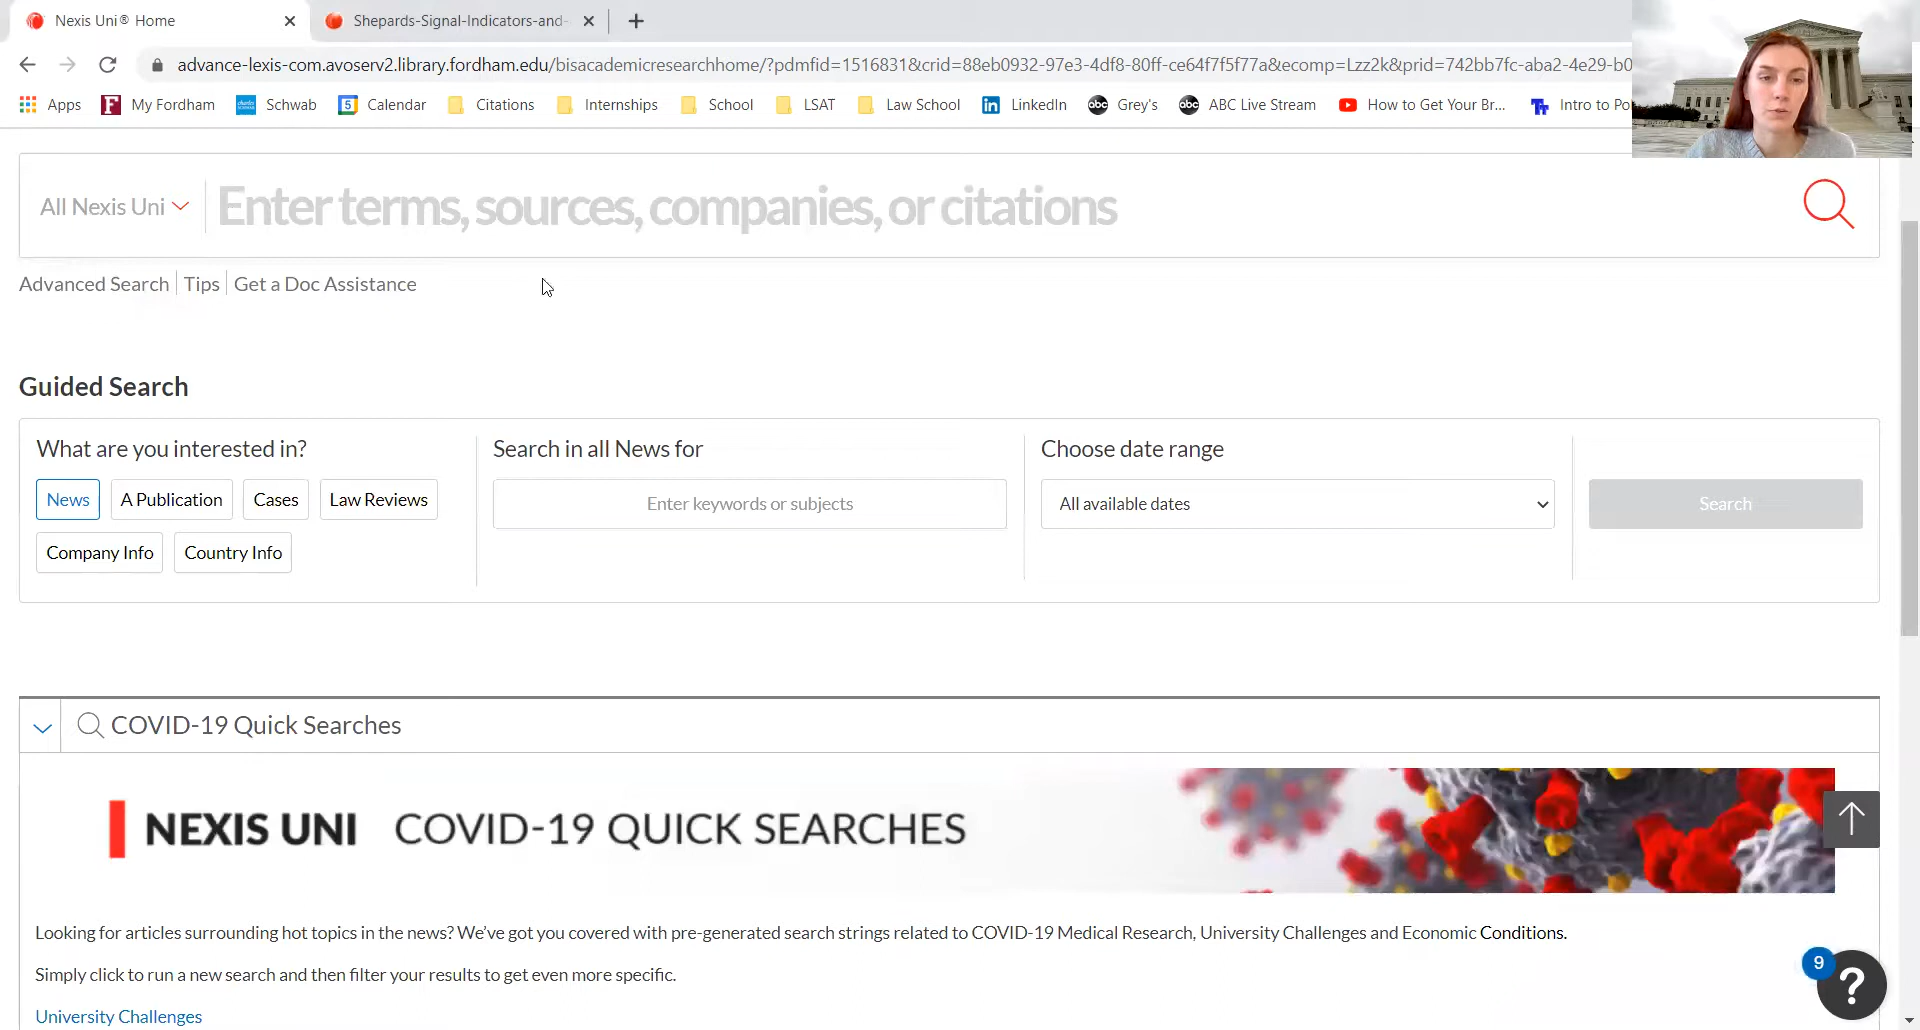 Nexis Uni® Home
Shepards-Signal-Indicators-and-
advance-lexis-com.avoserv2.library.fordham.edu/bisacademicresearchhome/?pdmfid=1516831&crid=88eb0932-97e3-4df8-80ff-ce64f7f5f77a&ecomp=Lzz2k&prid=742bb7fc-aba2-4e29-b0
Apps My Fordham Schwab Calendar Citations Internships School LSAT Law School LinkedIn Grey's ABC Live Stream How to Get Your Br... Intro to Po
All Nexis Uni
Enter terms, sources, companies, or citations
Advanced Search Tips Get a Doc Assistance
Guided Search
What are you interested in?
News A Publication Cases Law Reviews
Company Info Country Info
Search in all News for
Enter keywords or subjects
Choose date range
All available dates
Search
COVID-19 Quick Searches
NEXIS UNI COVID-19 QUICK SEARCHES
Looking for articles surrounding hot topics in the news? We've got you covered with pre-generated search strings related to COVID-19 Medical Research, University Challenges and Economic Conditions.
Simply click to run a new search and then filter your results to get even more specific.
University Challenges
9
?